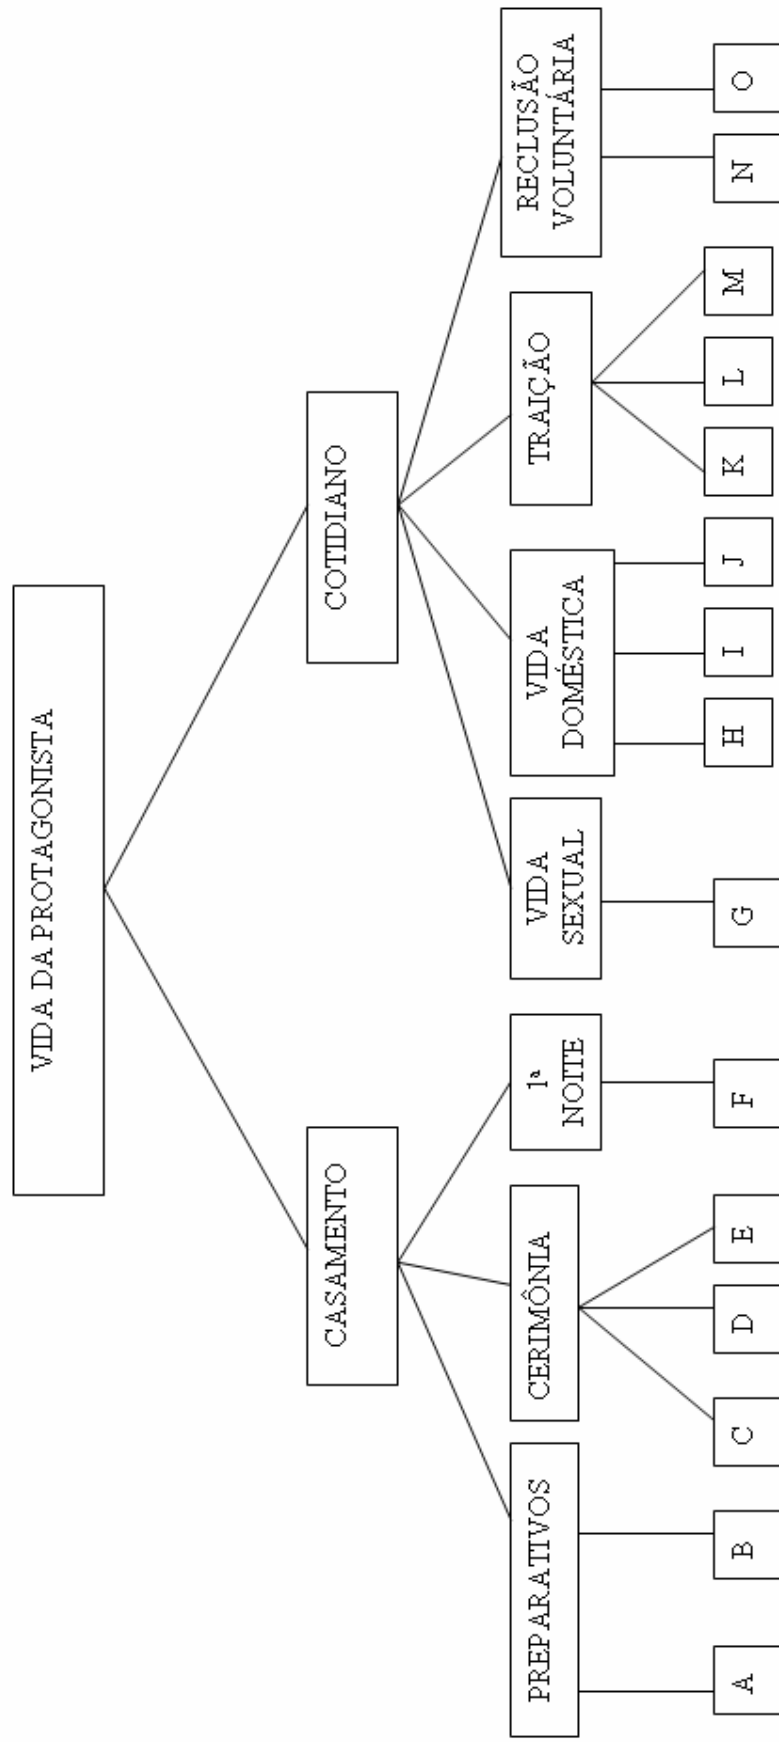 VIDA DA PROTAGONISTA
CASAMENTO
COTIDIANO
PREPARATIVOS
CERIMÔNIA
1ª
NOITE
VIDA
SEXUAL
VIDA
DOMÉSTICA
TRAIÇÃO
RECLUSÃO
VOLUNTÁRIA
A
B
C
D
E
F
G
H
I
J
K
L
M
N
O